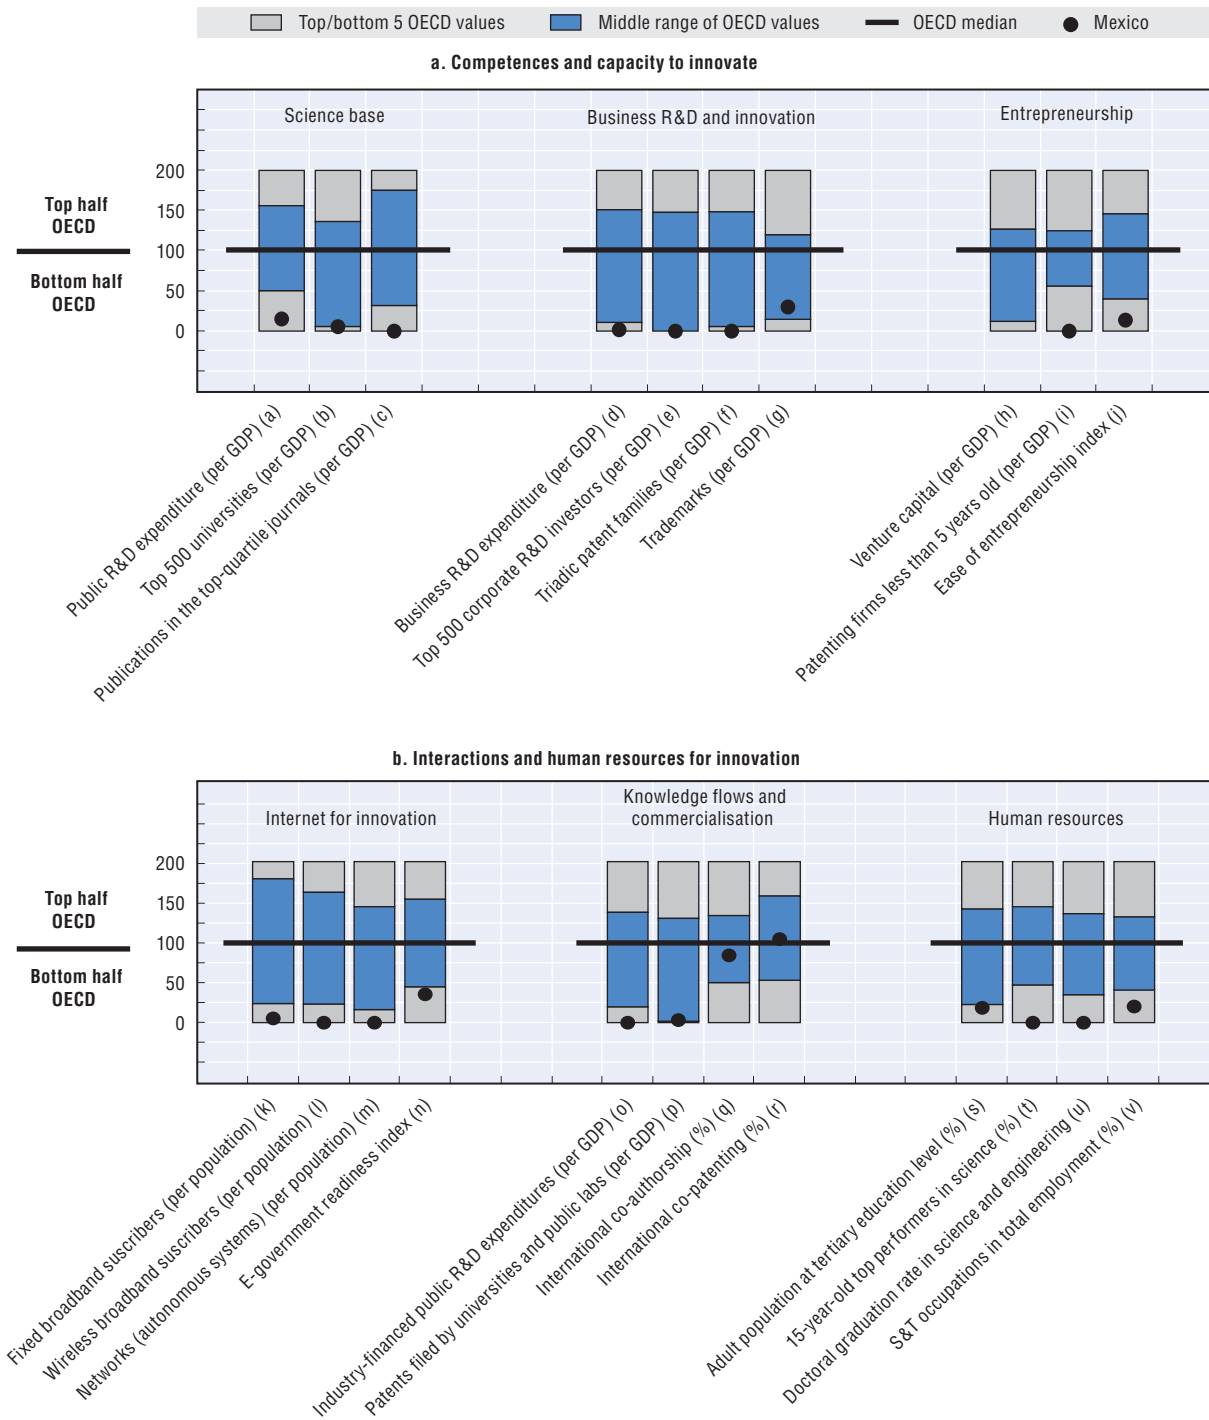 Top/bottom 5 OECD values Middle range of OECD values OECD median Mexico
a. Competences and capacity to innovate
Science base
Business R&D and innovation
Entrepreneurship
200
150
100
50
0
Top half
OECD
Bottom half
OECD
Public R&D expenditure (per GDP) (a)
Top 500 universities (per GDP) (b)
Publications in the top-quartile journals (per GDP) (c)
Business R&D expenditure (per GDP) (d)
Top 500 corporate R&D investors (per GDP) (e)
Triadic patent families (per GDP) (f)
Trademarks (per GDP) (g)
Venture capital (per GDP) (h)
Patenting firms less than 5 years old (per GDP) (i)
Ease of entrepreneurship index (j)
b. Interactions and human resources for innovation
Internet for innovation
Knowledge flows and
commercialisation
Human resources
200
150
100
50
0
Top half
OECD
Bottom half
OECD
Fixed broadband suscribers (per population) (k)
Wireless broadband suscribers (per population) (l)
Networks (autonomous systems) (per population) (m)
E-government readiness index (n)
Industry-financed public R&D expenditures (per GDP) (o)
Patents filed by universities and public labs (per GDP) (p)
International co-authorship (%) (q)
International co-patenting (%) (r)
Adult population at tertiary education level (%) (s)
15-year-old top performers in science (%) (t)
Doctoral graduation rate in science and engineering (u)
S&T occupations in total employment (%) (v)